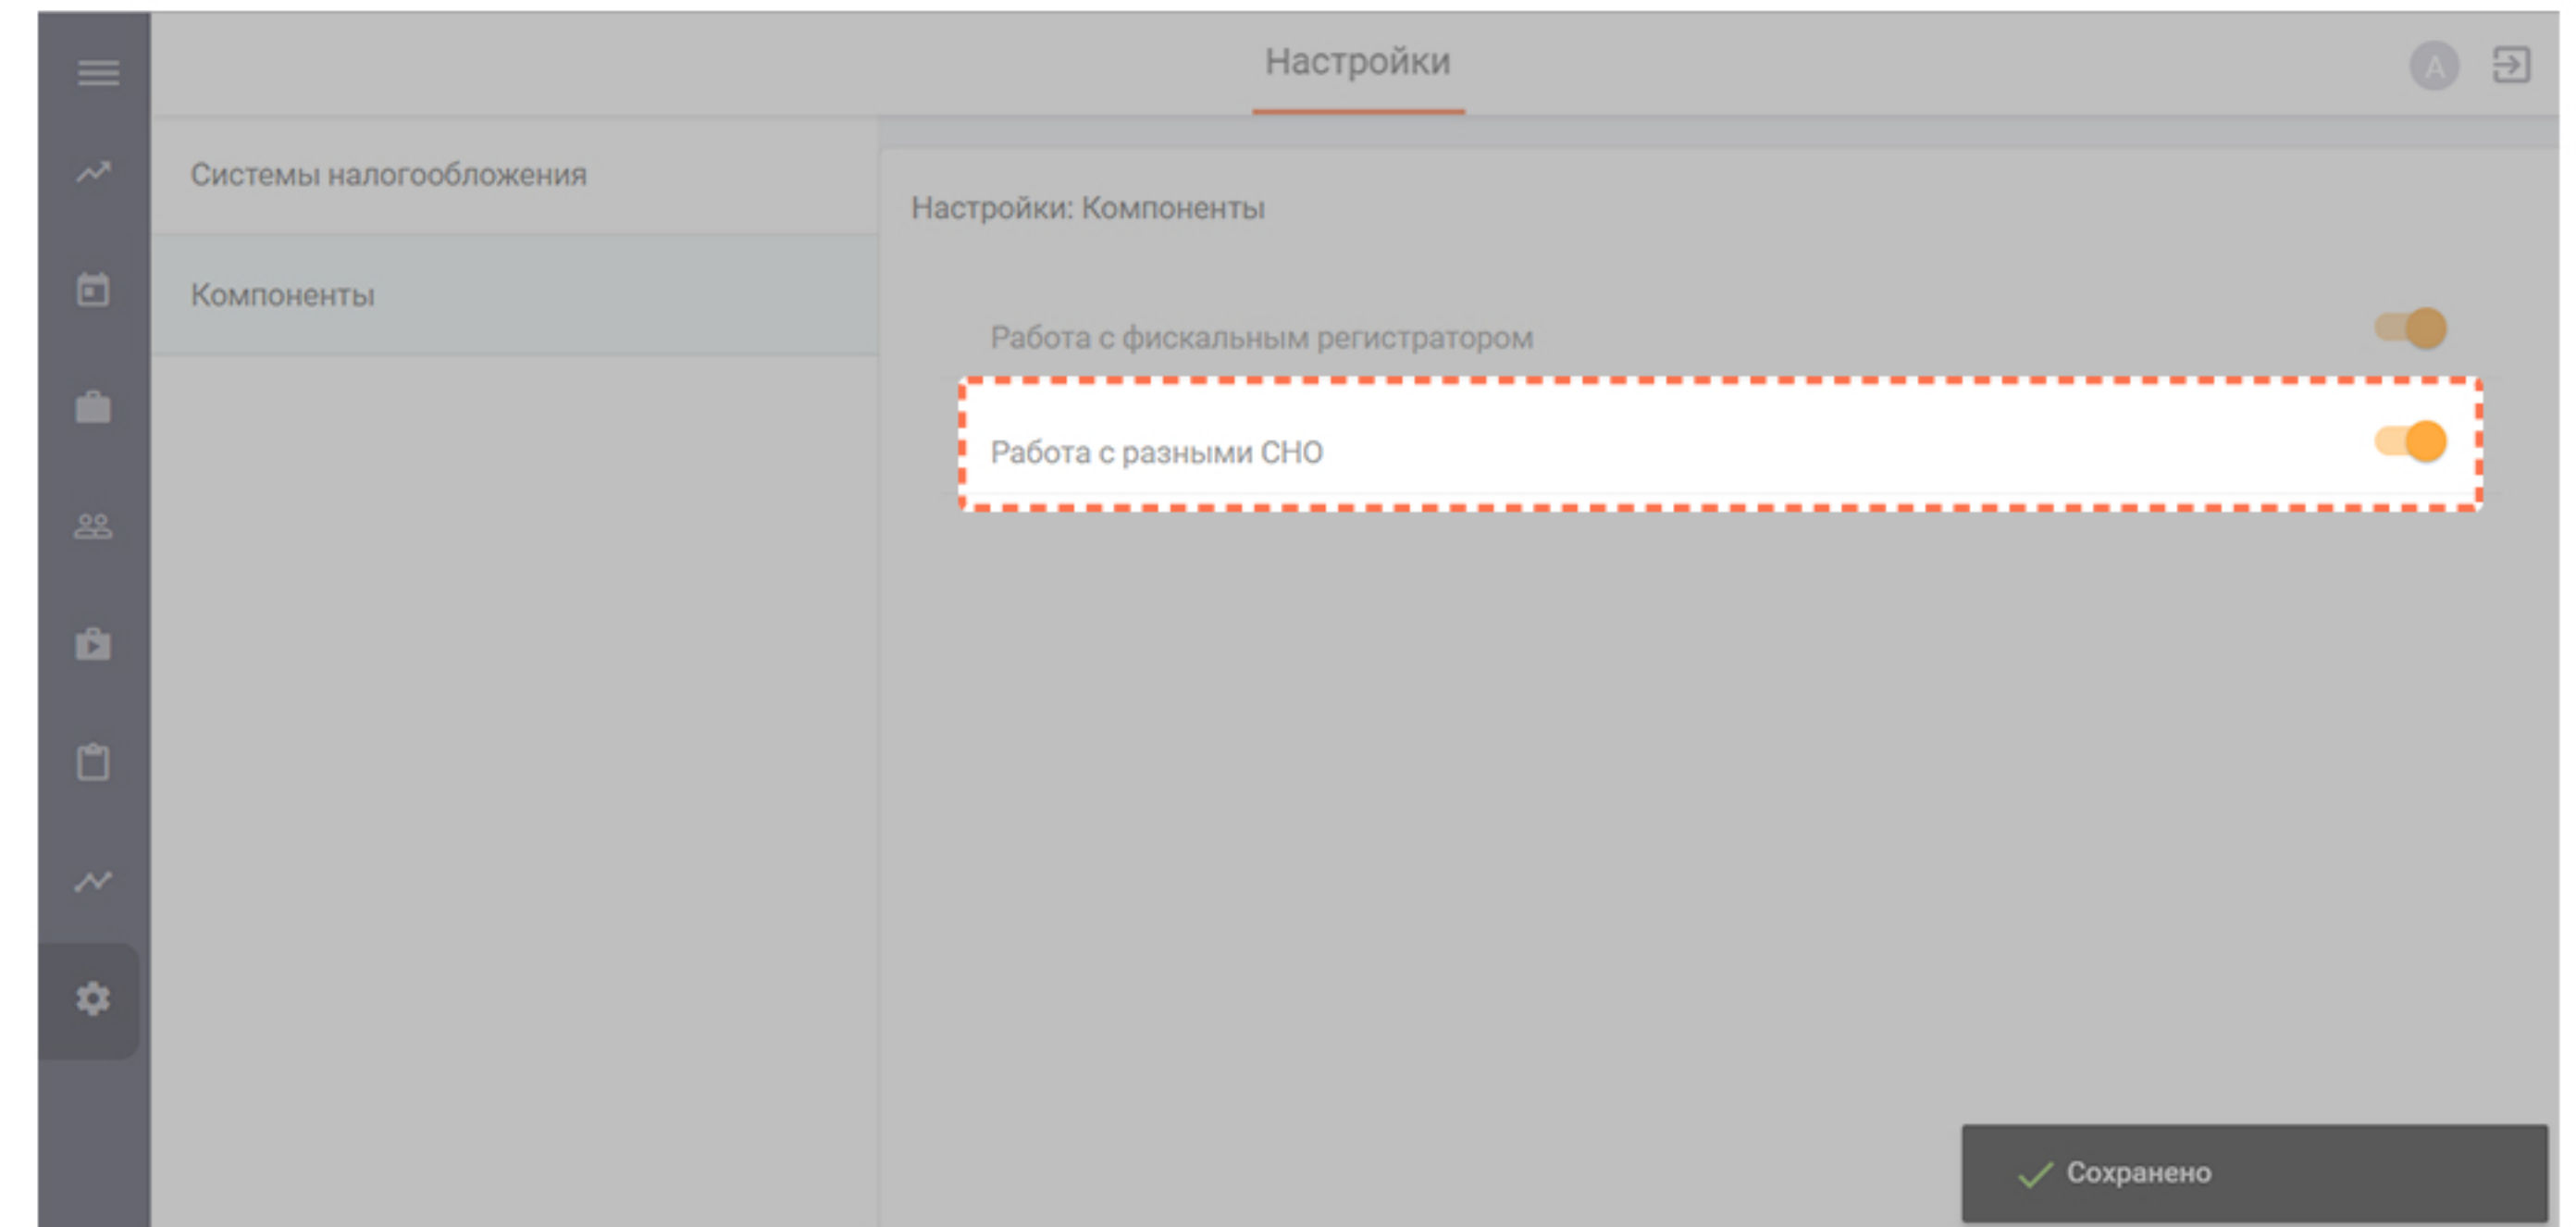 Настройки
А
Системы налогообложения
Компоненты
Настройки: Компоненты
Работа с фискальным регистратором
Работа с разными СНО
Сохранено